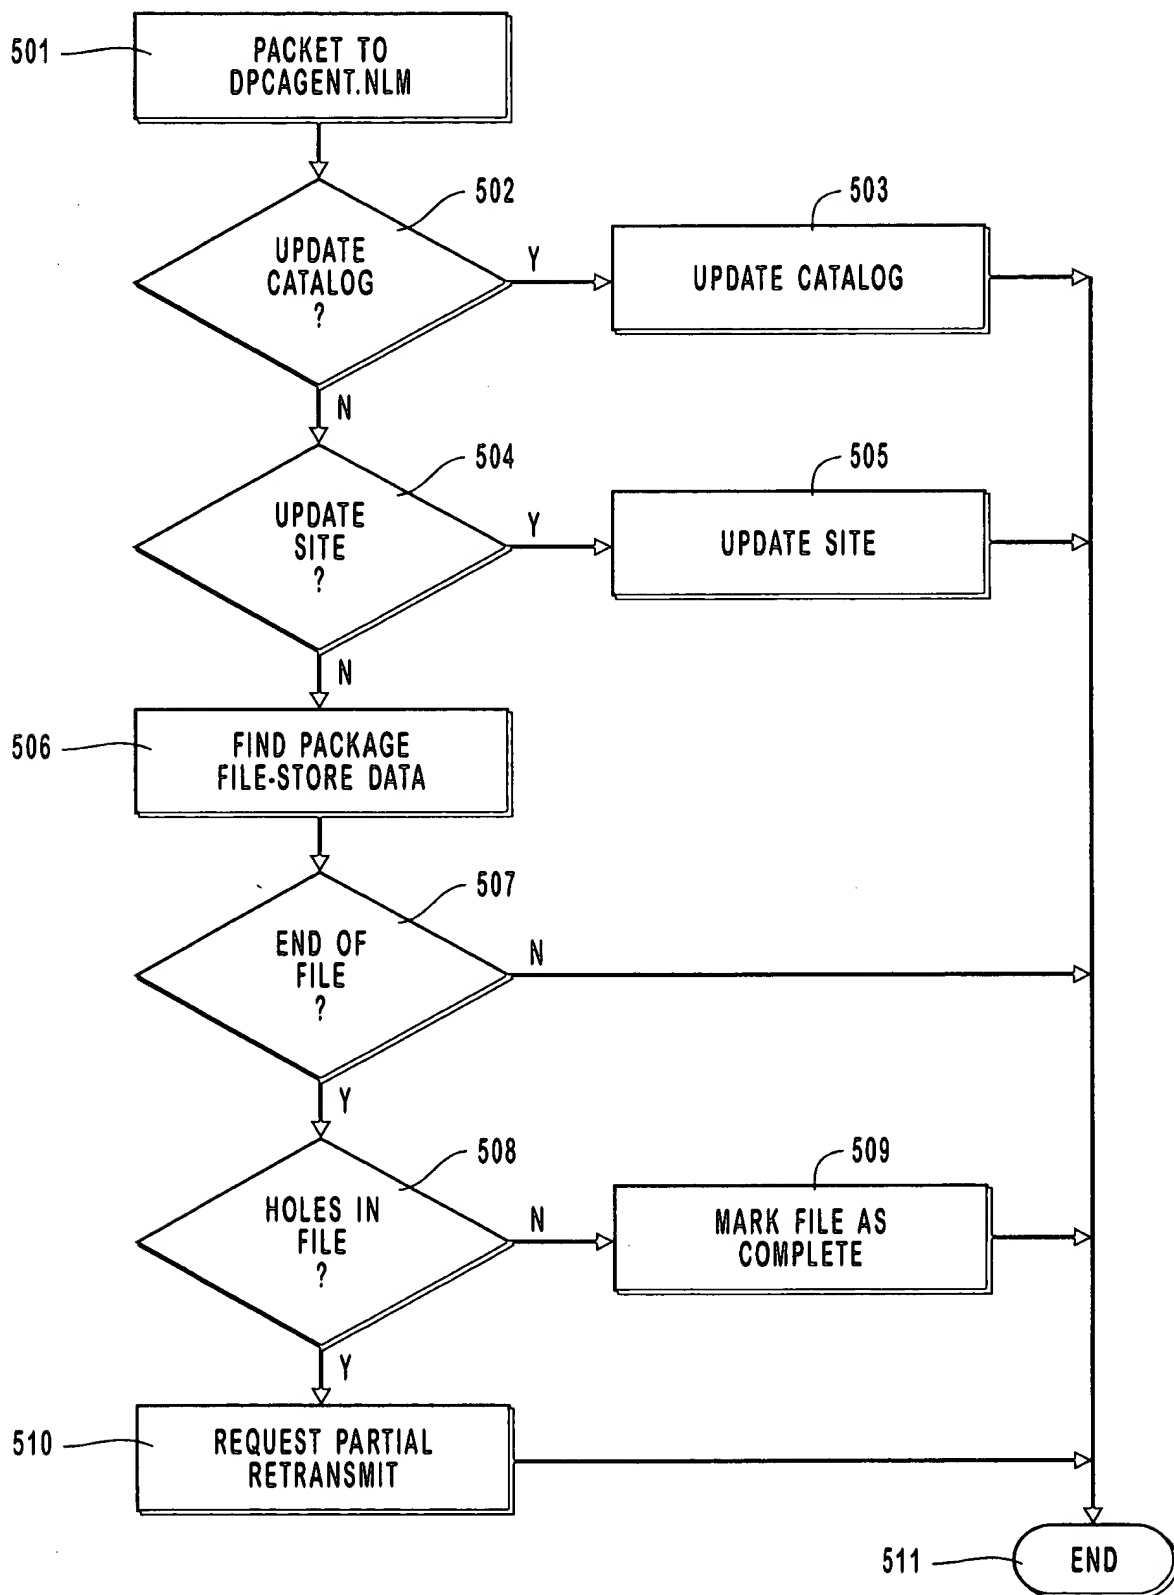 501
PACKET TO
DPCAGENT.NLM
502
UPDATE
CATALOG
?
Y
503
UPDATE CATALOG
N
504
UPDATE
SITE
?
Y
505
UPDATE SITE
N
506
FIND PACKAGE
FILE-STORE DATA
507
END OF
FILE
?
N
Y
508
HOLES IN
FILE
?
N
509
MARK FILE AS
COMPLETE
Y
510
REQUEST PARTIAL
RETRANSMIT
511
END